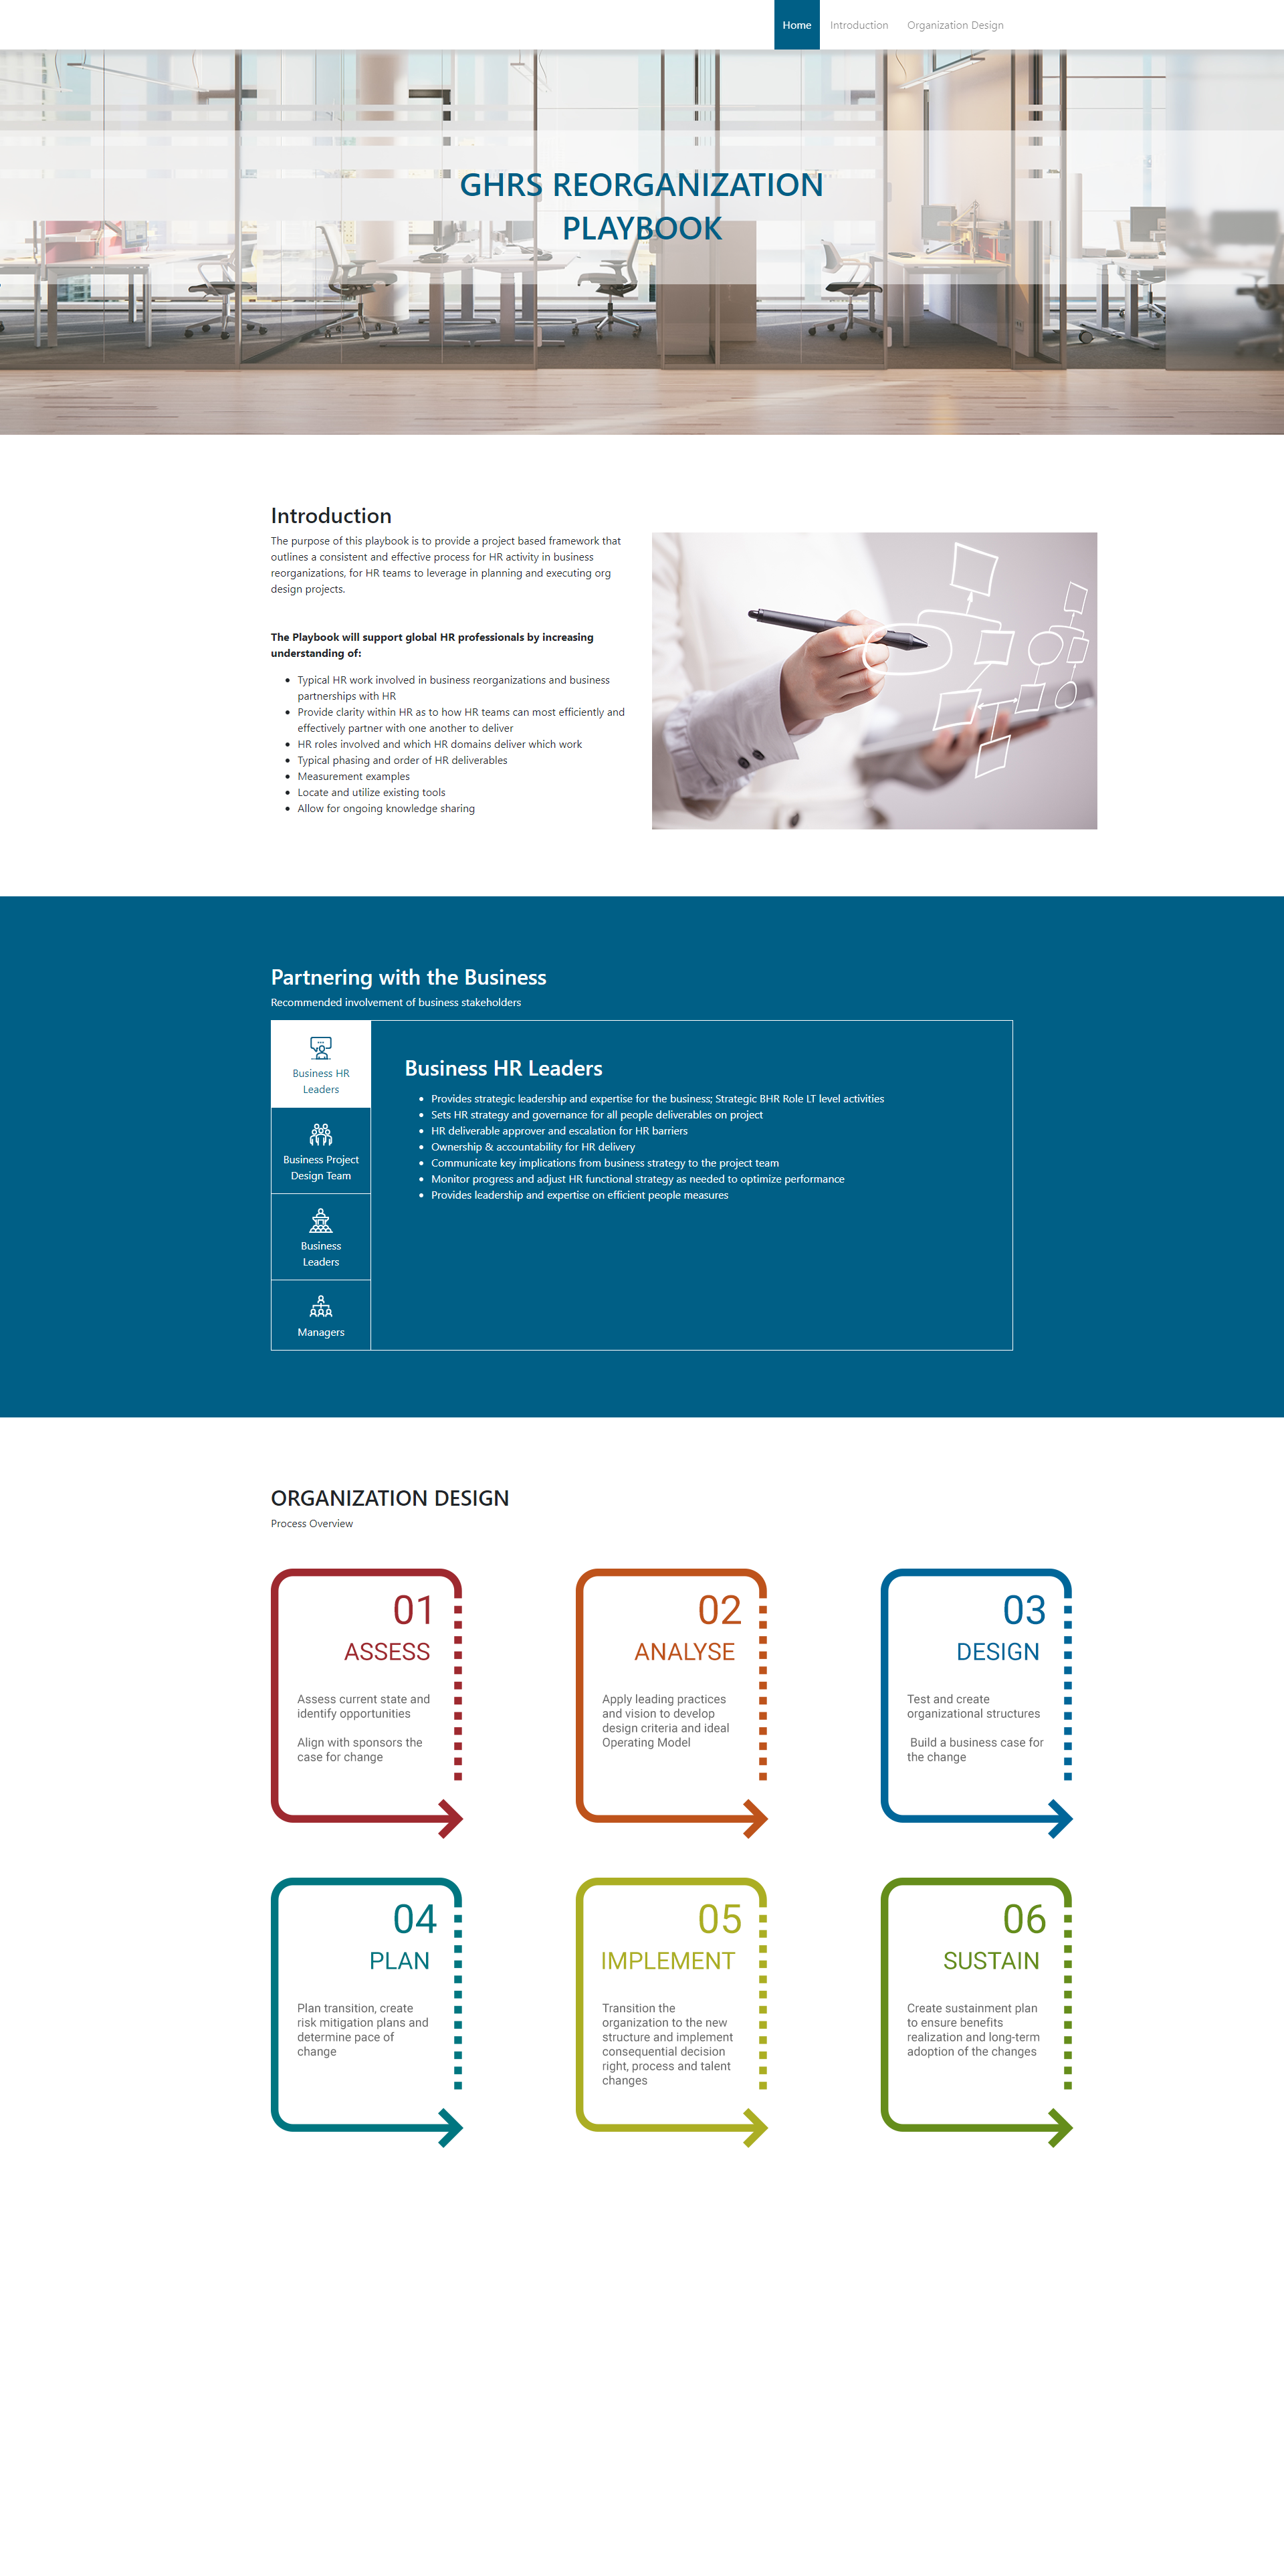 Home Introduction Organization Design
GHRS REORGANIZATION
PLAYBOOK
Introduction
The purpose of this playbook is to provide a project based framework that
outlines a consistent and effective process for HR activity in business
reorganizations, for HR teams to leverage in planning and executing org
design projects.
The Playbook will support global HR professionals by increasing
understanding of:
Typical HR work involved in business reorganizations and business
partnerships with HR
Provide clarity within HR as to how HR teams can most efficiently and
effectively partner with one another to deliver
HR roles involved and which HR domains deliver which work
Typical phasing and order of HR deliverables
Measurement examples
Locate and utilize existing tools
Allow for ongoing knowledge sharing
Partnering with the Business
Recommended involvement of business stakeholders
Business HR
Leaders
Business Project
Design Team
Business
Leaders
Managers
Business HR Leaders
Provides strategic leadership and expertise for the business; Strategic BHR Role LT level activities
Sets HR strategy and governance for all people deliverables on project
HR deliverable approver and escalation for HR barriers
Ownership & accountability for HR delivery
Communicate key implications from business strategy to the project team
Monitor progress and adjust HR functional strategy as needed to optimize performance
Provides leadership and expertise on efficient people measures
ORGANIZATION DESIGN
Process Overview
01
ASSESS
Assess current state and
identify opportunities
Align with sponsors the
case for change
02
ANALYSE
Apply leading practices
and vision to develop
design criteria and ideal
Operating Model
03
DESIGN
Test and create
organizational structures
Build a business case for
the change
04
PLAN
Plan transition, create
risk mitigation plans and
determine pace of
change
05
IMPLEMENT
Transition the
organization to the new
structure and implement
consequential decision
right, process and talent
changes
06
SUSTAIN
Create sustainment plan
to ensure benefits
realization and long-term
adoption of the changes